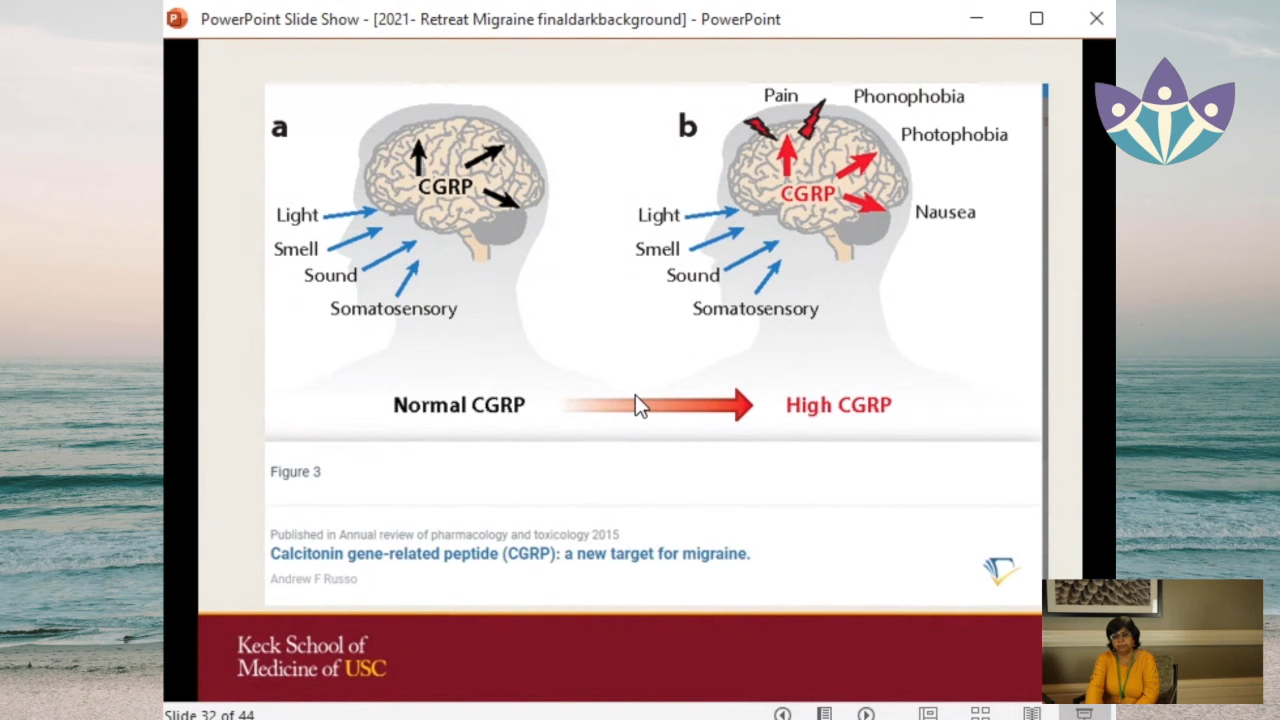 PowerPoint Slide Show - [2021- Retreat Migraine finaldarkbackground] - PowerPoint
a
CGRP
Light
Smell
Sound
Somatosensory
b
Pain
Phonophobia
Photophobia
CGRP
Nausea
Light
Smell
Sound
Somatosensory
Normal CGRP
High CGRP
Figure 3
Published in Annual review of pharmacology and toxicology 2015
Calcitonin gene-related peptide (CGRP): a new target for migraine.
Andrew F Russo
Keck School of
Medicine of USC
Slide 32 of 44